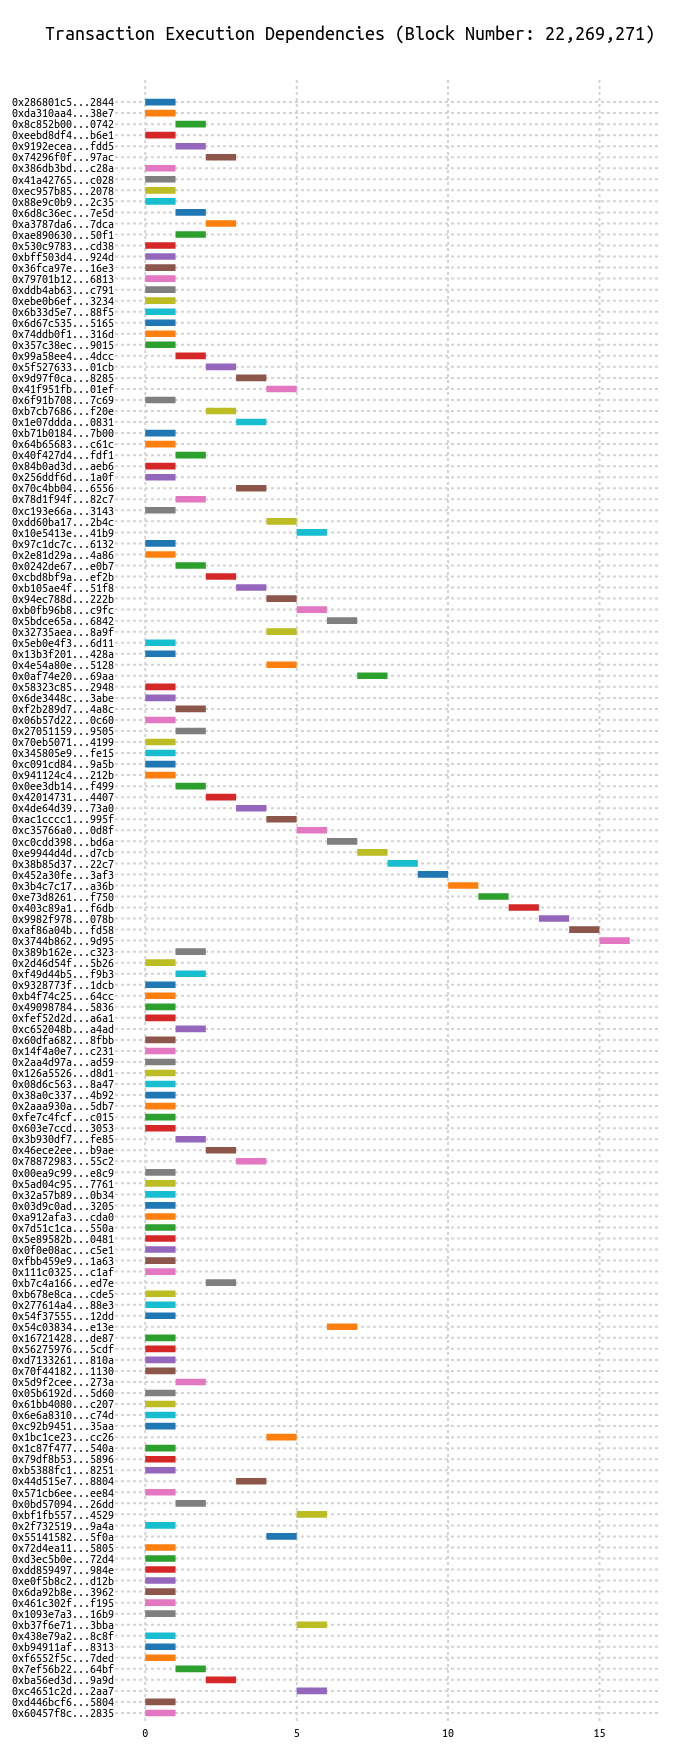 Transaction Execution Dependencies (Block Number: 22,269,271)
0x286801c5...2844
0xda310aa4...38e7
0x8c852b00...0742
0xeebd8df4...b6e1
0x9192ecea...fdd5
0x74296f0f...97ac
0x386db3bd...c28a
0x41a42765...c028
0xec957b85...2078
0x88e9c0b9...2c35
0x6d8c36ec...7e5d
0xa3787da6...7dca
0xae890630...50f1
0x530c9783...cd38
0xbff503d4...924d
0x36fca97e...16e3
0x79701b12...6813
0xddb4ab63...c791
0xebe0b6ef...3234
0x6b33d5e7...88f5
0x6d67c535...5165
0x74ddb0f1...316d
0x357c38ec...9015
0x99a58ee4...4dcc
0x5f527633...01cb
0x9d97f0ca...8285
0x41f951fb...01ef
0x6f91b708...7c69
0xb7cb7686...f20e
0x1e07ddda...0831
0xb71b0184...7b00
0x64b65683...c61c
0x40f427d4...fdf1
0x84b0ad3d...aeb6
0x256ddf6d...1a0f
0x70c4bb04...6556
0x78d1f94f...82c7
0xc193e66a...3143
0xdd60ba17...2b4c
0x10e5413e...41b9
0x97c1dc7c...6132
0x2e81d29a...4a86
0x0242de67...e0b7
0xcbd8bf9a...ef2b
0xb105ae4f...51f8
0x94ec788d...222b
0xb0fb96b8...c9fc
0x5bdce65a...6842
0x32735aea...8a9f
0x5eb0e4f3...6d11
0x13b3f201...428a
0x4e54a80e...5128
0x0af74e20...69aa
0x58323c85...2948
0x6de3448c...3abe
0xf2b289d7...4a8c
0x06b57d22...0c60
0x27051159...9505
0x70eb5071...4199
0x345805e9...fe15
0xc091cd84...9a5b
0x941124c4...212b
0x0ee3db14...f499
0x42014731...4407
0x4de64d39...73a0
0xac1cccc1...995f
0xc35766a0...0d8f
0xc0cdd398...bd6a
0xe9944d4d...d7cb
0x38b85d37...22c7
0x452a30fe...3af3
0x3b4c7c17...a36b
0xe73d8261...f750
0x403c89a1...f6db
0x9982f978...078b
0xaf86a04b...fd58
0x3744b862...9d95
0x389b162e...c323
0x2d46d54f...5b26
0xf49d44b5...f9b3
0x9328773f...1dcb
0xb4f74c25...64cc
0x49098784...5836
0xfef52d2d...a6a1
0xc652048b...a4ad
0x60dfa682...8fbb
0x14f4a0e7...c231
0x2aa4d97a...ad59
0x126a5526...d8d1
0x08d6c563...8a47
0x38a0c337...4b92
0x2aaa930a...5db7
0xfe7c4fcf...c015
0x603e7ccd...3053
0x3b930df7...fe85
0x46ece2ee...b9ae
0x78872983...55c2
0x00ea9c99...e8c9
0x5ad04c95...7761
0x32a57b89...0b34
0x03d9c0ad...3205
0xa912afa3...cda0
0x7d51c1ca...550a
0x5e89582b...0481
0x0f0e08ac...c5e1
0xfbb459e9...1a63
0x111c0325...c1af
0xb7c4a166...ed7e
0xb678e8ca...cde5
0x277614a4...88e3
0x54f37555...12dd
0x54c03834...e13e
0x16721428...de87
0x56275976...5cdf
0xd7133261...810a
0x70f44182...1130
0x5d9f2cee...273a
0x05b6192d...5d60
0x61bb4080...c207
0x6e6a8310...c74d
0xc92b9451...35aa
0x1bc1ce23...cc26
0x1c87f477...540a
0x79df8b53...5896
0xb5388fc1...8251
0x44d515e7...8804
0x571cb6ee...ee84
0x0bd57094...26dd
0xbf1fb557...4529
0x2f732519...9a4a
0x55141582...5f0a
0x72d4ea11...5805
0xd3ec5b0e...72d4
0xdd859497...984e
0xe0f5b8c2...d12b
0x6da92b8e...3962
0x461c302f...f195
0x1093e7a3...16b9
0xb37f6e71...3bba
0x438e79a2...8c8f
0xb94911af...8313
0xf6552f5c...7ded
0x7ef56b22...64bf
0xba56ed3d...9a9d
0xc4651c2d...2aa7
0xd446bcf6...5804
0x60457f8c...2835
0 5 10 15